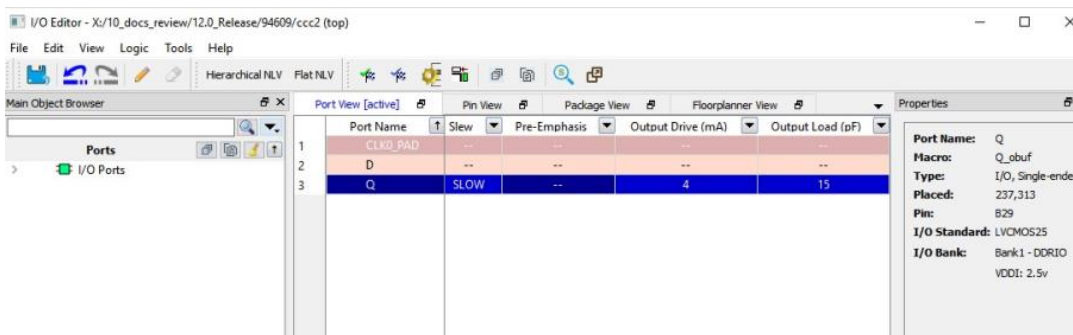 I/O Editor - X:/10_docs_review/12.0_Release/94609/ccc2 (top)
File Edit View Logic Tools Help
Hierarchical NLV Flat NLV
Main Object Browser
Port View [active] Pin View Package View Floorplanner View
Properties
Port Name Slew Pre-Emphasis Output Drive (mA) Output Load (pF)
Ports
I/O Ports
1 CLK0_PAD -- -- -- --
2 D -- -- -- --
3 Q SLOW -- 4 15
Port Name: Q
Macro: Q_obuf
Type: I/O, Single-ende
Placed: 237,313
Pin: B29
I/O Standard: LVCMOS25
I/O Bank: Bank1 - DDRIO
VDDI: 2.5v